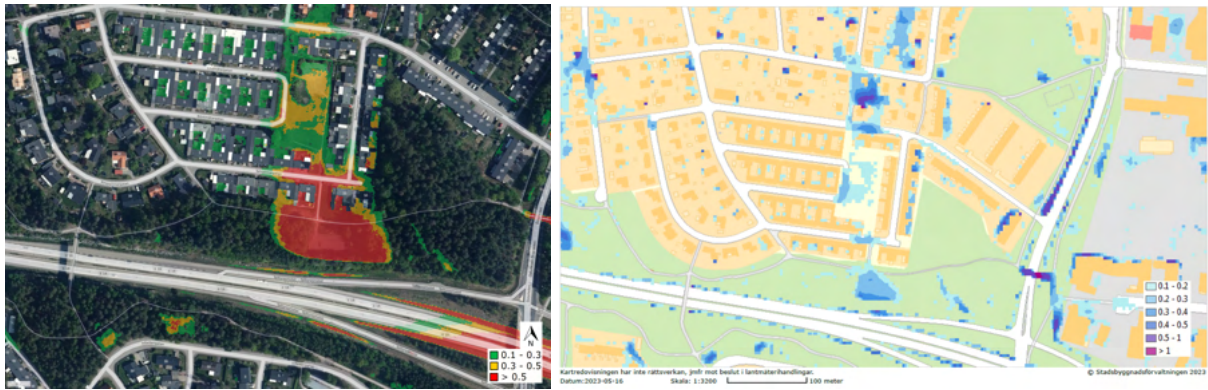 N
0.1 - 0.3
0.3 - 0.5
> 0.5
0.1 - 0.2
0.2 - 0.3
0.3 - 0.4
0.4 - 0.5
0.5 - 1
> 1
Kartredovisningen har inte rättsverkan, jmfr mot beslut i lantmäterihandlingar.
© Stadsbyggnadsförvaltningen 2023
Datum:2023-05-16 Skala: 1:3200 100 meter